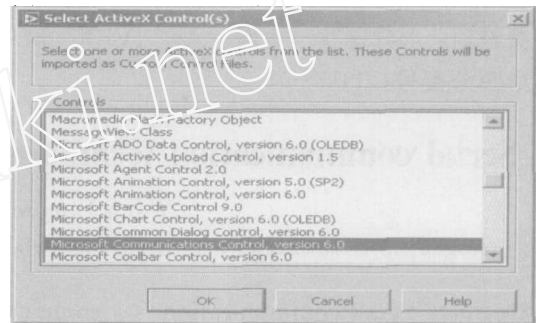 Select ActiveX Control(s)
Select one or more ActiveX controls from the list. These Controls will be
imported as Custom Control Files.
Controls
Macromedia Flash Factory Object
MessageView Class
Microsoft ADO Data Control, version 6.0 (OLEDB)
Microsoft ActiveX Upload Control, version 1.5
Microsoft Agent Control 2.0
Microsoft Animation Control, version 5.0 (SP2)
Microsoft Animation Control, version 6.0
Microsoft BarCode Control 9.0
Microsoft Chart Control, version 6.0 (OLEDB)
Microsoft Common Dialog Control, version 6.0
Microsoft Communications Control, version 6.0
Microsoft Coolbar Control, version 6.0
OK
Cancel
Help